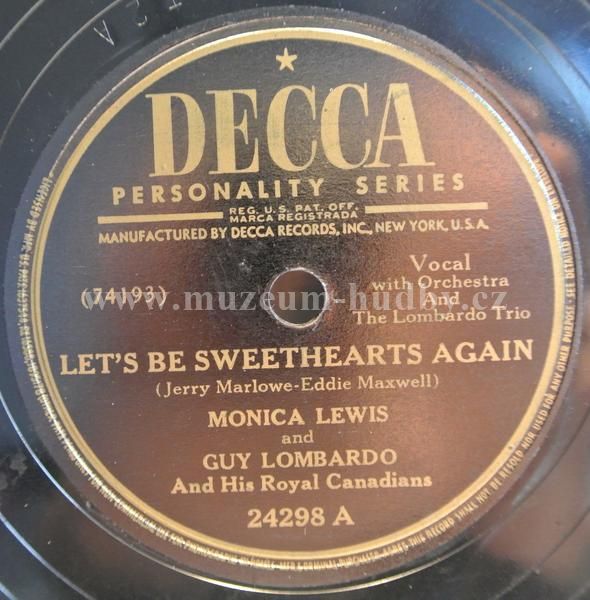 DECCA
PERSONALITY SERIES
REG. U.S. PAT. OFF.
MARCA REGISTRADA
MANUFACTURED BY DECCA RECORDS, INC., NEW YORK, U.S.A.
(74193)
Vocal
with Orchestra
And
The Lombardo Trio
www.muzeum-hudby.cz
LET'S BE SWEETHEARTS AGAIN
(Jerry Marlowe-Eddie Maxwell)
MONICA LEWIS
and
GUY LOMBARDO
And His Royal Canadians
24298 A